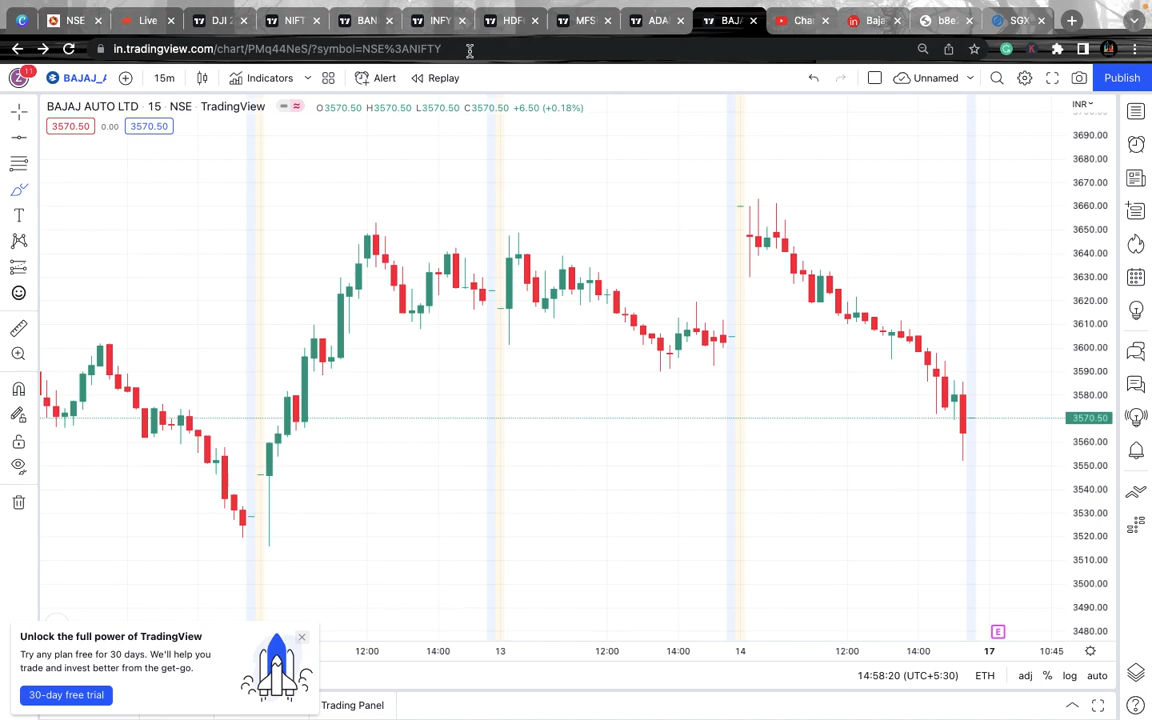 NSE
Live
DJI 2
NIFT
BAN
INFY
HDF
MFS
ADA
BAJA
Char
Baja
b8e2
SGX
in.tradingview.com/chart/PMq44NeS/?symbol=NSE%3ANIFTY
11
Z
BAJAJ_A
15m
Indicators
Alert
Replay
Unnamed
Publish
BAJAJ AUTO LTD · 15 · NSE · TradingView
O3570.50 H3570.50 L3570.50 C3570.50 +6.50 (+0.18%)
INR
3570.50 0.00 3570.50
3690.00
3680.00
3670.00
3660.00
3650.00
3640.00
3630.00
3620.00
3610.00
3600.00
3590.00
3580.00
3570.50
3560.00
3550.00
3540.00
3530.00
3520.00
3510.00
3500.00
3490.00
3480.00
E
Unlock the full power of TradingView
Try any plan free for 30 days. We'll help you
trade and invest better from the get-go.
30-day free trial
12:00 14:00 13 12:00 14:00 14 12:00 14:00 17 10:45
14:58:20 (UTC+5:30) ETH adj % log auto
Trading Panel